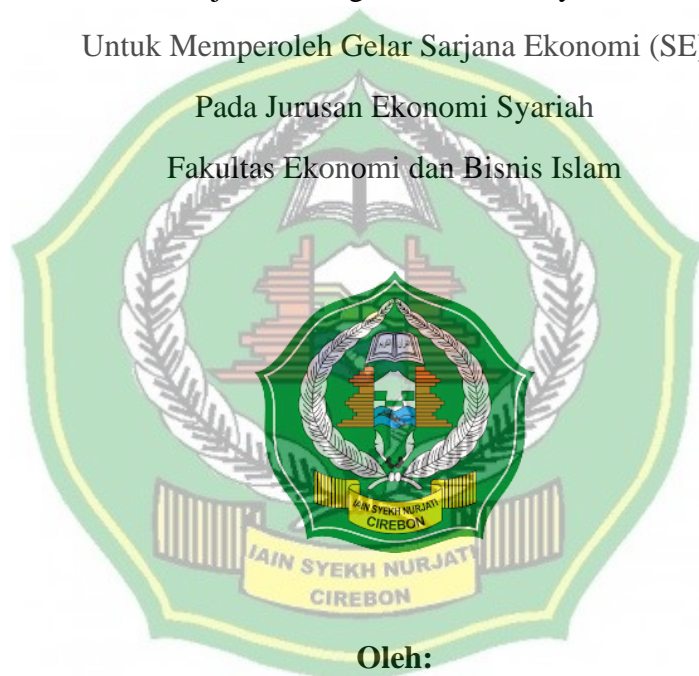 Untuk Memperoleh Gelar Sarjana Ekonomi (SE)
Pada Jurusan Ekonomi Syariah
Fakultas Ekonomi dan Bisnis Islam
IAIN SYEKH NURJATI
CIREBON
IAIN SYEKH NURJATI
CIREBON
Oleh: